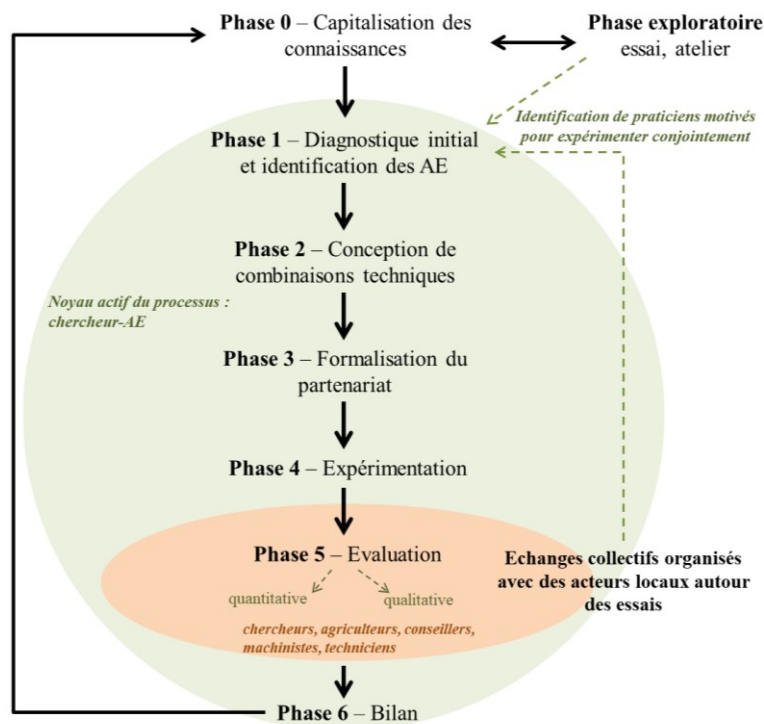 Phase 0 – Capitalisation des
connaissances
Phase exploratoire
essai, atelier
Identification de praticiens motivés
pour expérimenter conjointement
Phase 1 – Diagnostique initial
et identification des AE
Phase 2 – Conception de
combinaisons techniques
Noyau actif du processus :
chercheur-AE
Phase 3 – Formalisation du
partenariat
Phase 4 – Expérimentation
Phase 5 – Evaluation
quantitative
qualitative
chercheurs, agriculteurs, conseillers,
machinistes, techniciens
Echanges collectifs organisés
avec des acteurs locaux autour
des essais
Phase 6 – Bilan